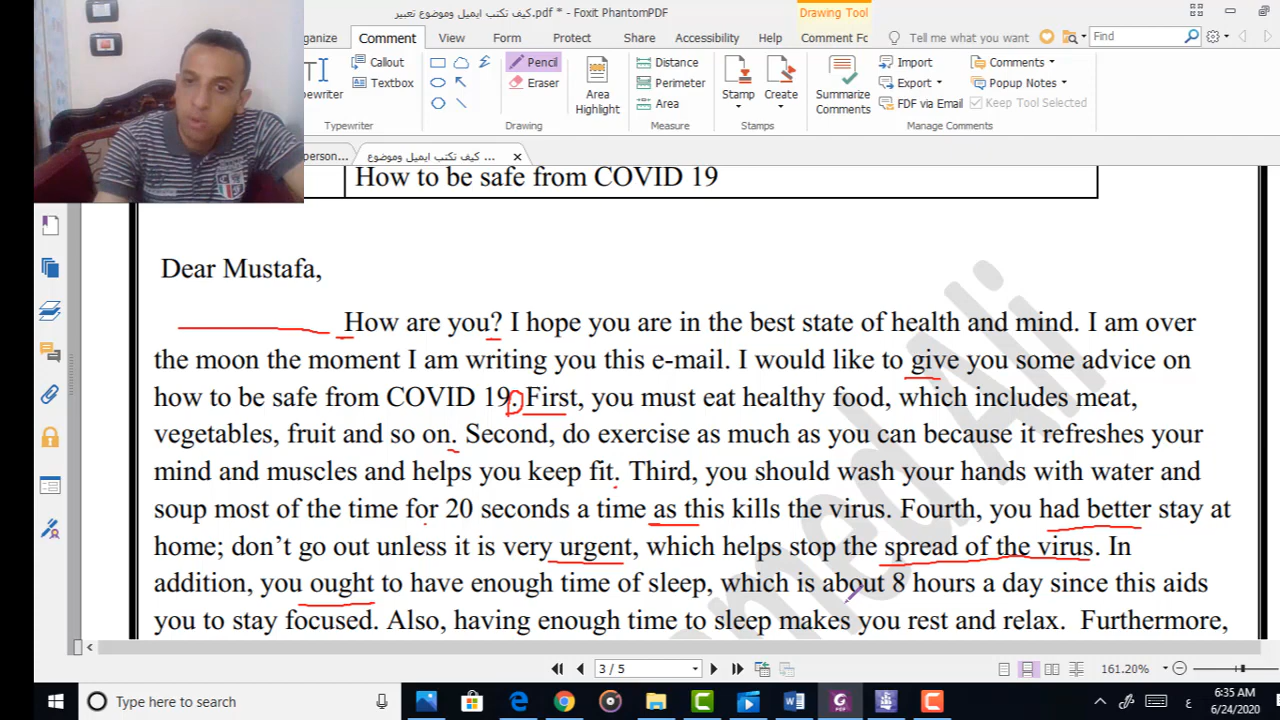 كيف تكتب ايميل وموضوع تعبير.pdf * - Foxit PhantomPDF
Drawing Tool
Find
ganize Comment View Form Protect Share Accessibility Help Comment Fc Tell me what you want
Callout
Textbox
ewriter
Typewriter
Pencil
Eraser
Area Highlight
Drawing
Distance
Perimeter
Area
Measure
Stamp Create
Stamps
Summarize Comments
Import
Export
FDF via Email
Comments
Popup Notes
Keep Tool Selected
Manage Comments
person... كيف تكتب ايميل وموضوع ...
How to be safe from COVID 19
Dear Mustafa,
How are you? I hope you are in the best state of health and mind. I am over
the moon the moment I am writing you this e-mail. I would like to give you some advice on
how to be safe from COVID 19. First, you must eat healthy food, which includes meat,
vegetables, fruit and so on. Second, do exercise as much as you can because it refreshes your
mind and muscles and helps you keep fit. Third, you should wash your hands with water and
soup most of the time for 20 seconds a time as this kills the virus. Fourth, you had better stay at
home; don’t go out unless it is very urgent, which helps stop the spread of the virus. In
addition, you ought to have enough time of sleep, which is about 8 hours a day since this aids
you to stay focused. Also, having enough time to sleep makes you rest and relax. Furthermore,
3 / 5
161.20%
Type here to search
ع
6:35 AM
6/24/2020